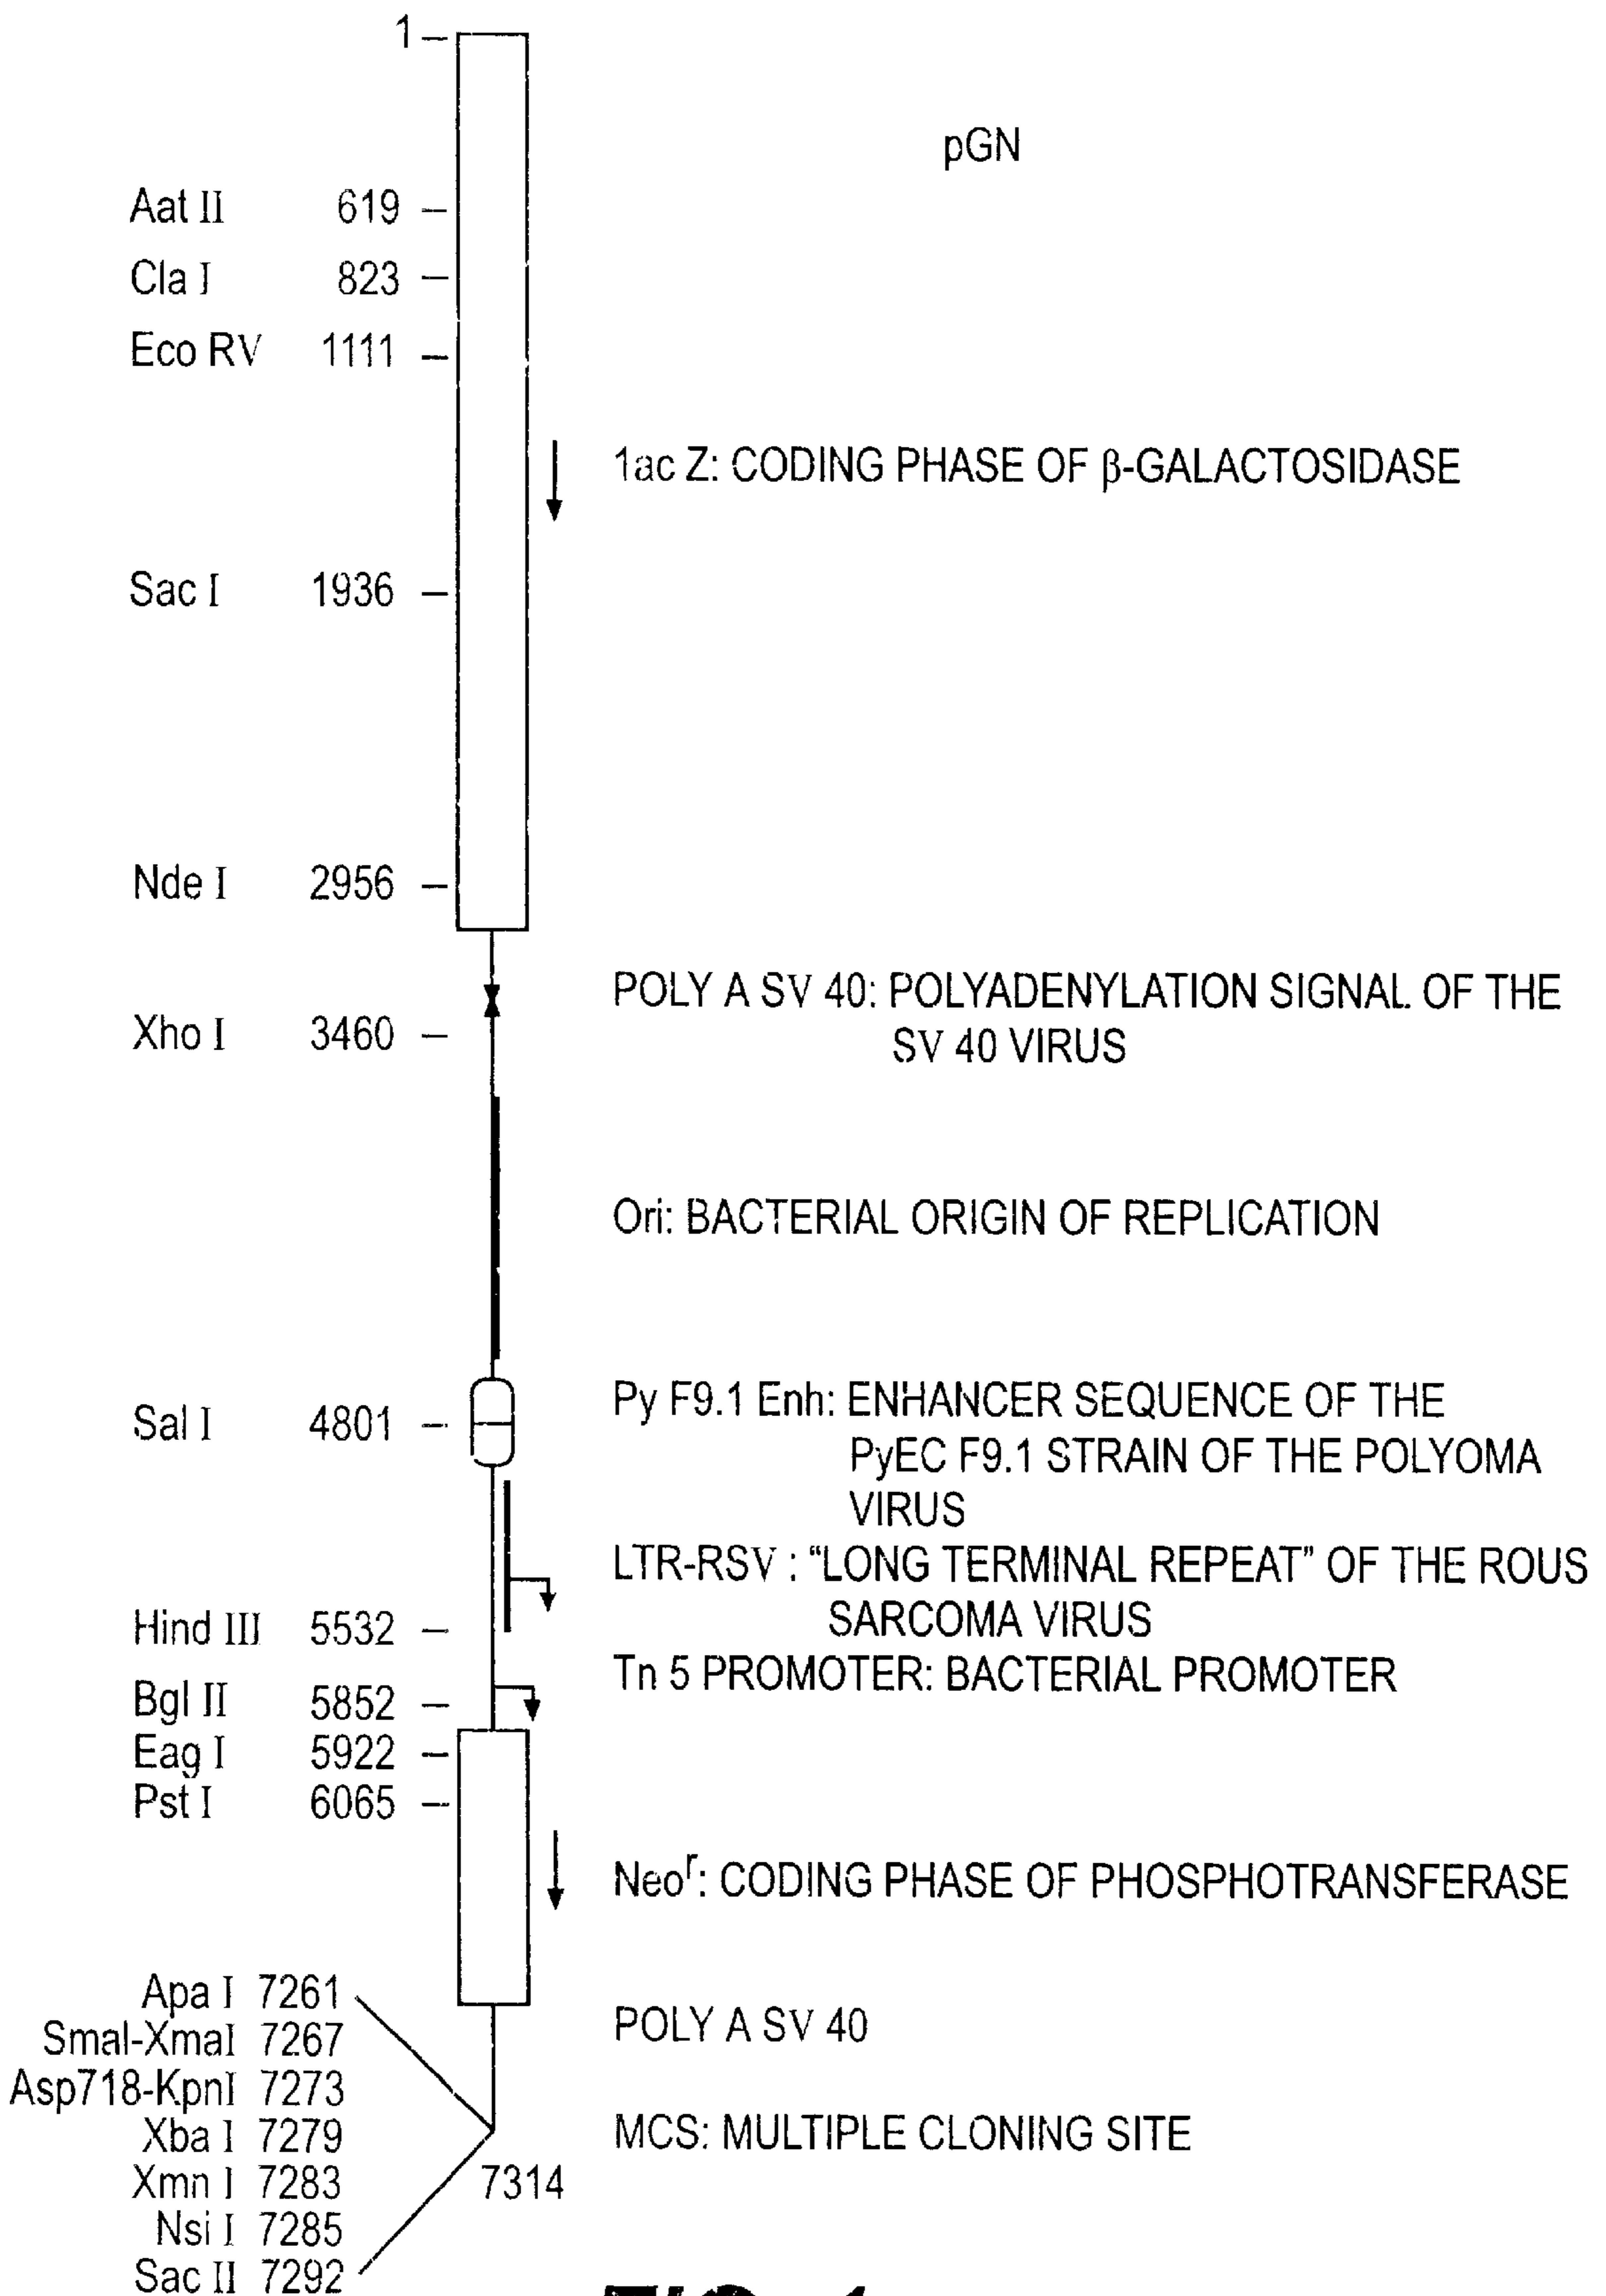 1
pGN
Aat II 619
Cla I 823
Eco RV 1111
1ac Z: CODING PHASE OF β-GALACTOSIDASE
Sac I 1936
Nde I 2956
POLY A SV 40: POLYADENYLATION SIGNAL OF THE
SV 40 VIRUS
Xho I 3460
Ori: BACTERIAL ORIGIN OF REPLICATION
Sal I 4801
Py F9.1 Enh: ENHANCER SEQUENCE OF THE
PyEC F9.1 STRAIN OF THE POLYOMA
VIRUS
LTR-RSV : “LONG TERMINAL REPEAT” OF THE ROUS
SARCOMA VIRUS
Hind III 5532
Tn 5 PROMOTER: BACTERIAL PROMOTER
Bgl II 5852
Eag I 5922
Pst I 6065
Neoʳ: CODING PHASE OF PHOSPHOTRANSFERASE
Apa I 7261
SmaI-XmaI 7267
Asp718-KpnI 7273
Xba I 7279
Xmn I 7283
Nsi I 7285
Sac II 7292
POLY A SV 40
MCS: MULTIPLE CLONING SITE
7314